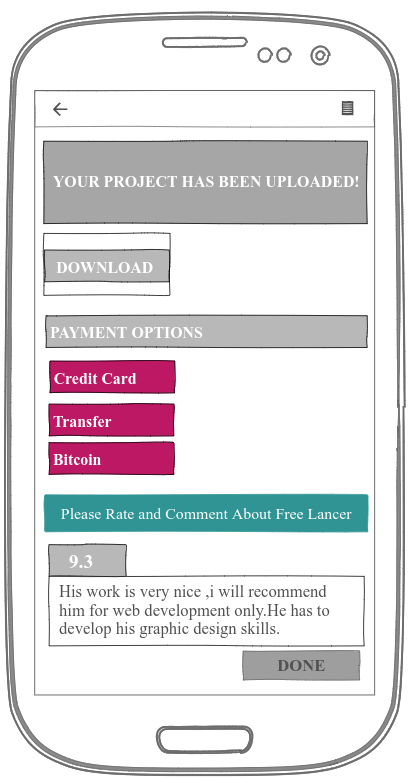 YOUR PROJECT HAS BEEN UPLOADED!
DOWNLOAD
PAYMENT OPTIONS
Credit Card
Transfer
Bitcoin
Please Rate and Comment About Free Lancer
9.3
His work is very nice ,i will recommend
him for web development only.He has to
develop his graphic design skills.
DONE